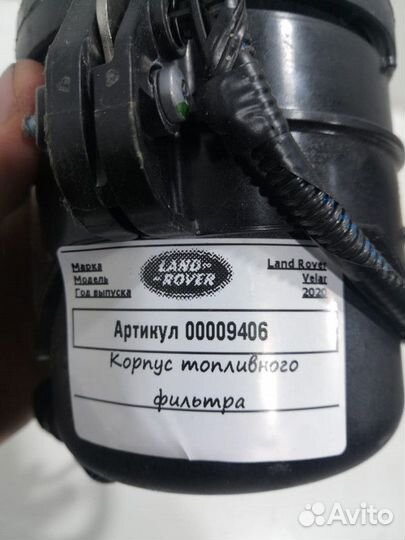 Марка LAND ROVER Land Rover
Модель Velar
Год выпуска 2020
Артикул 00009406
Корпус топливного
фильтра
Avito